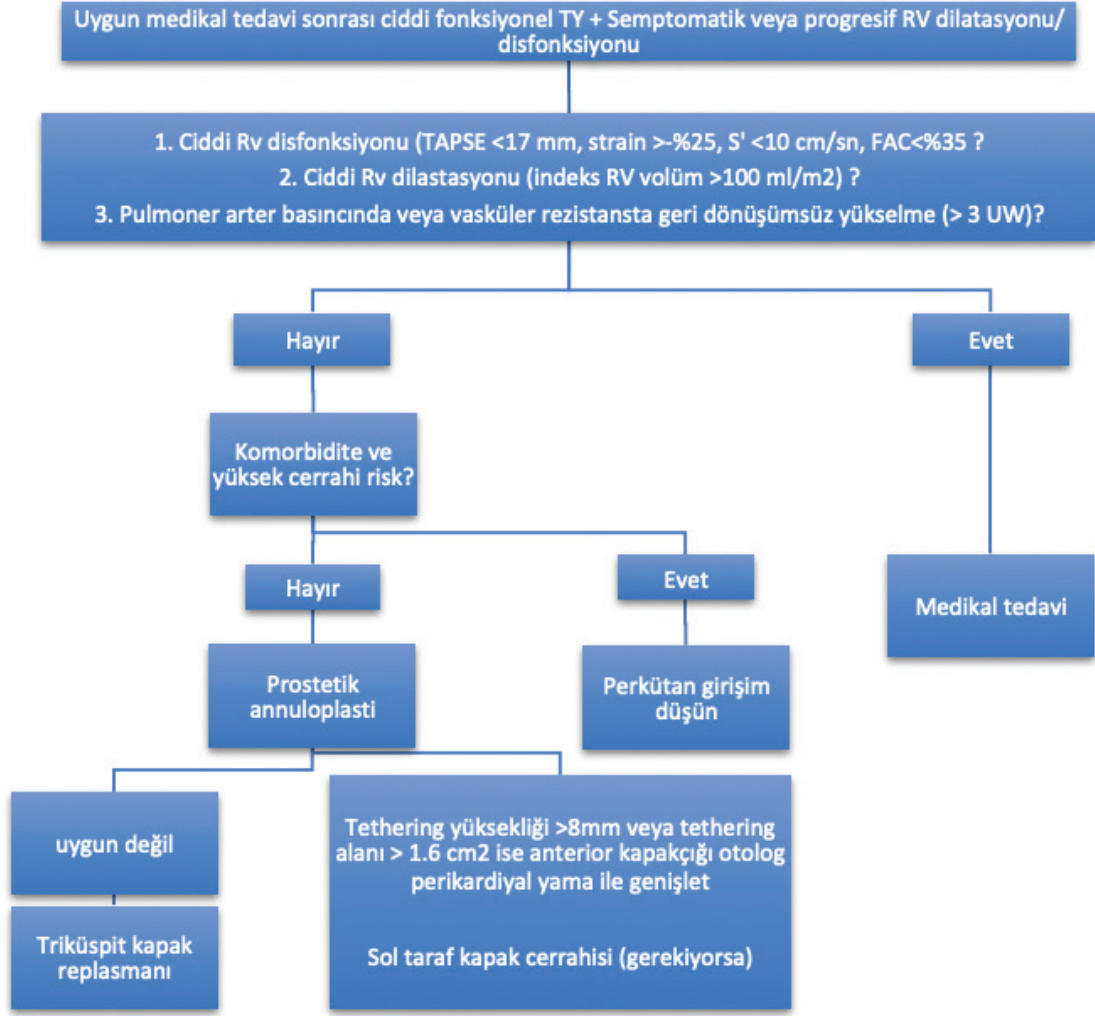 Uygun medikal tedavi sonrası ciddi fonksiyonel TY + Semptomatik veya progresif RV dilatasyonu/
disfonksiyonu
1. Ciddi Rv disfonksiyonu (TAPSE <17 mm, strain >-%25, S' <10 cm/sn, FAC<%35 ?
2. Ciddi Rv dilastasyonu (indeks RV volüm >100 ml/m2) ?
3. Pulmoner arter basıncında veya vasküler rezistansta geri dönüşümsüz yükselme (> 3 UW)?
Hayır
Evet
Komorbidite ve
yüksek cerrahi risk?
Hayır
Evet
Medikal tedavi
Prostetik
annuloplasti
Perkütan girişim
düşün
uygun değil
Tethering yüksekliği >8mm veya tethering
alanı > 1.6 cm2 ise anterior kapakçığı otolog
perikardiyal yama ile genişlet
Sol taraf kapak cerrahisi (gerekiyorsa)
Triküspit kapak
replasmanı